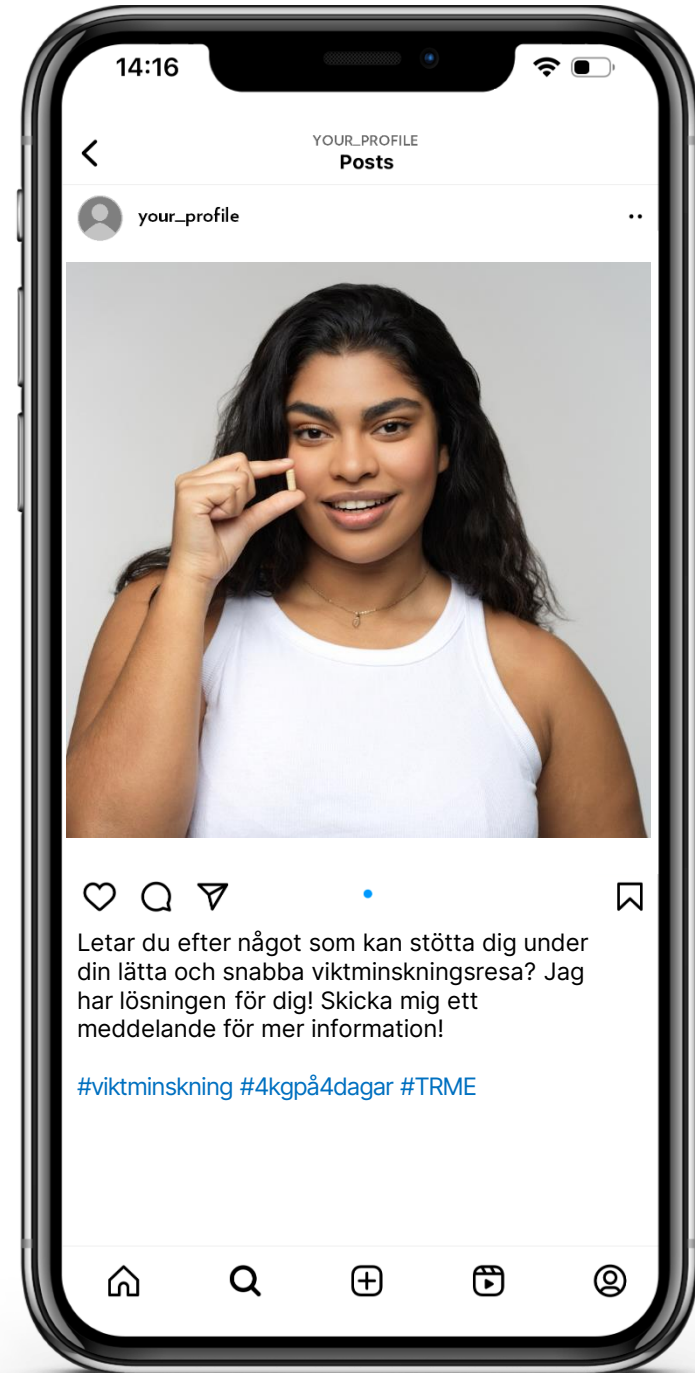 14:16
YOUR_PROFILE
Posts
your_profile
Letar du efter något som kan stötta dig under
din lätta och snabba viktminskningsresa? Jag
har lösningen för dig! Skicka mig ett
meddelande för mer information!
#viktminskning #4kgpå4dagar #TRME